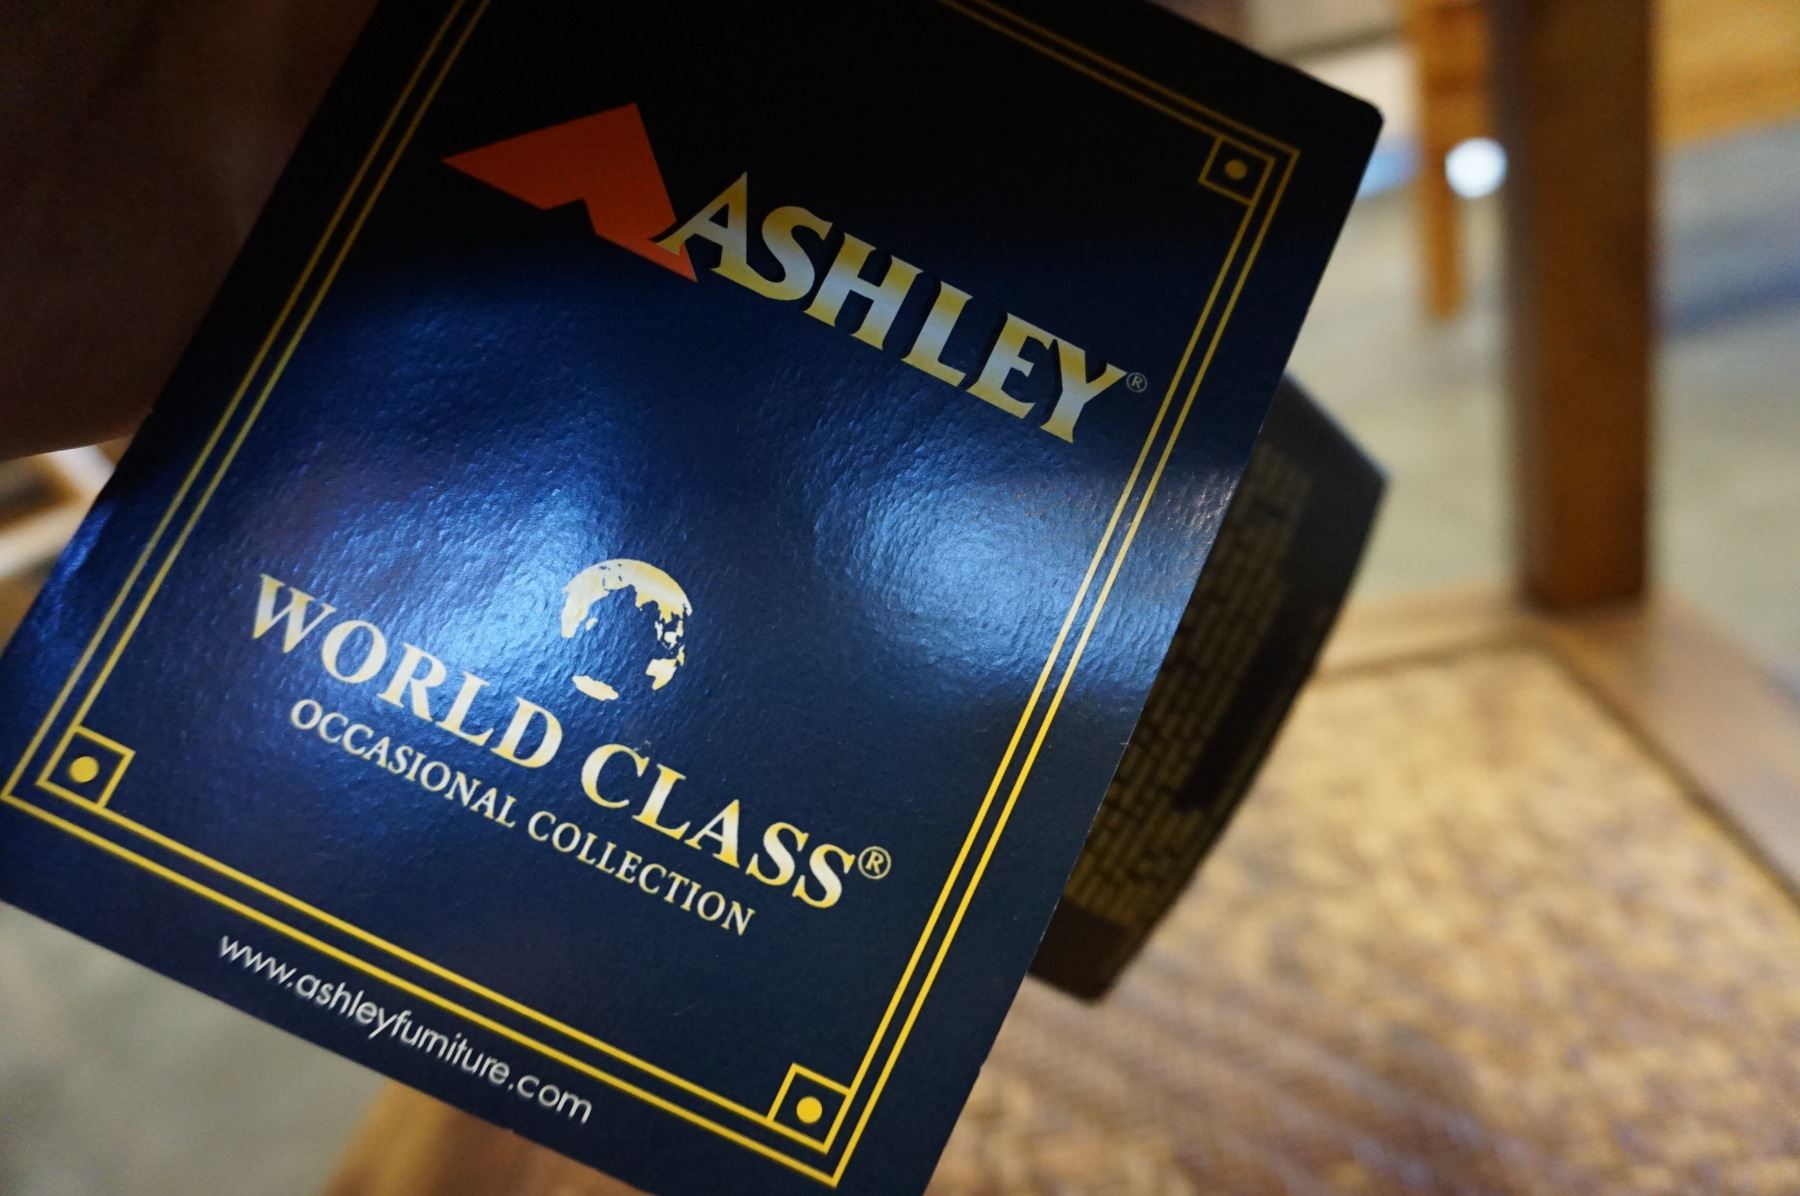 ASHLEY®
WORLD CLASS®
OCCASIONAL COLLECTION
www.ashleyfurniture.com